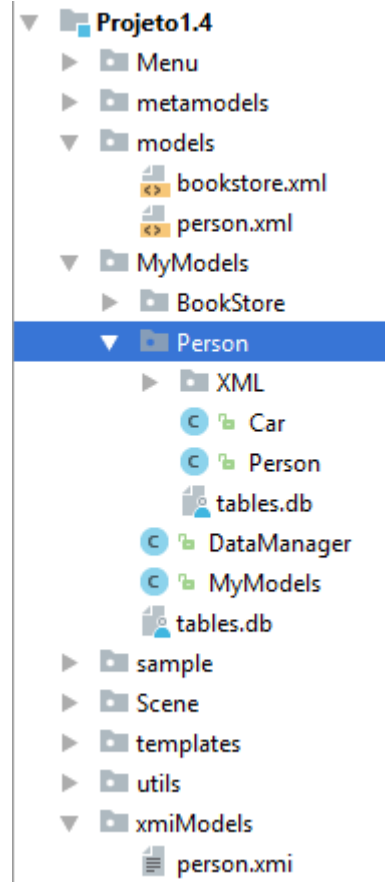 Projeto1.4
Menu
metamodels
models
bookstore.xml
person.xml
MyModels
BookStore
Person
XML
Car
Person
tables.db
DataManager
MyModels
tables.db
sample
Scene
templates
utils
xmiModels
person.xmi